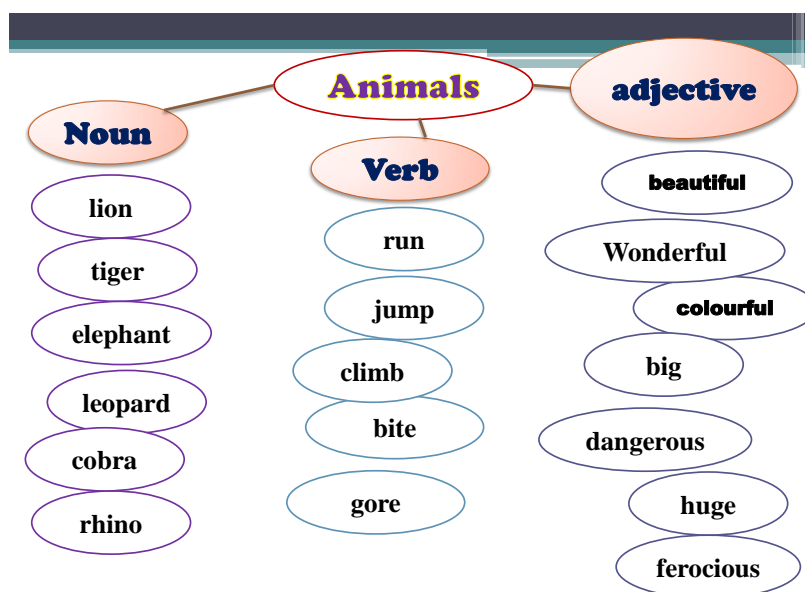 Animals
Noun
Verb
adjective
lion
tiger
elephant
leopard
cobra
rhino
run
jump
climb
bite
gore
beautiful
Wonderful
colourful
big
dangerous
huge
ferocious